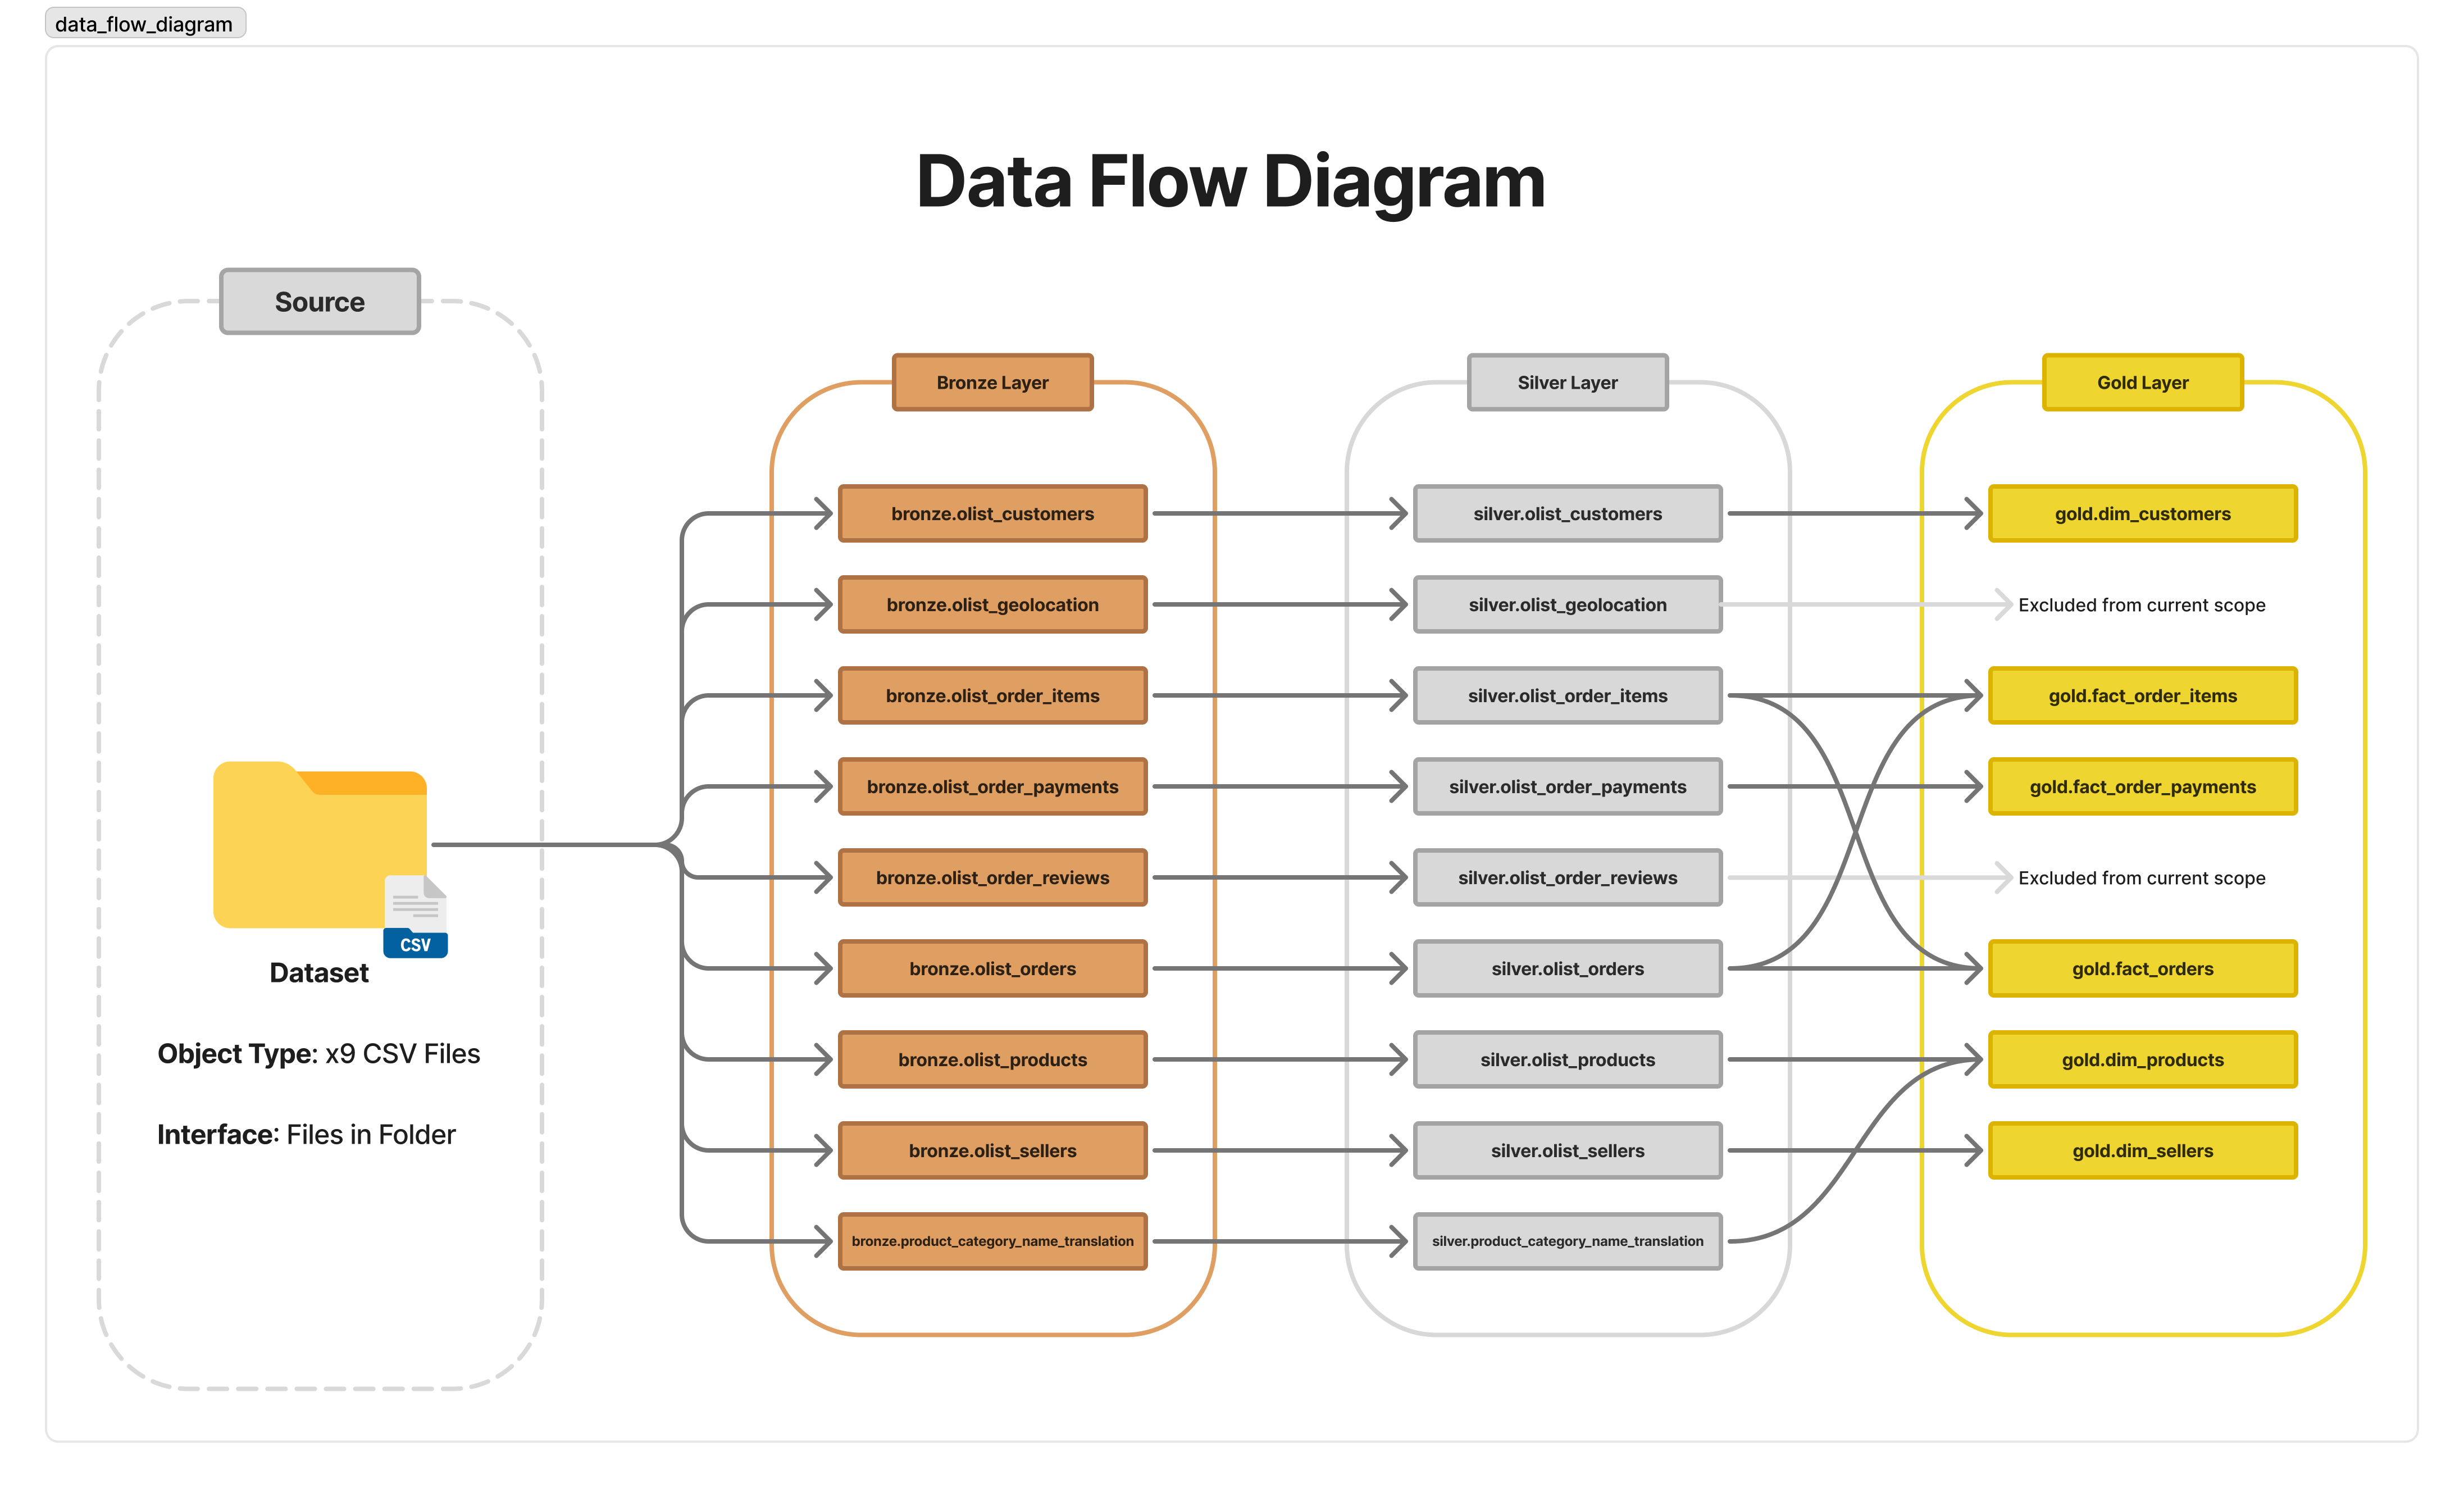 data_flow_diagram
Data Flow Diagram
Source
CSV
Dataset
Object Type: x9 CSV Files
Interface: Files in Folder
Bronze Layer
bronze.olist_customers
bronze.olist_geolocation
bronze.olist_order_items
bronze.olist_order_payments
bronze.olist_order_reviews
bronze.olist_orders
bronze.olist_products
bronze.olist_sellers
bronze.product_category_name_translation
Silver Layer
silver.olist_customers
silver.olist_geolocation
silver.olist_order_items
silver.olist_order_payments
silver.olist_order_reviews
silver.olist_orders
silver.olist_products
silver.olist_sellers
silver.product_category_name_translation
Gold Layer
gold.dim_customers
Excluded from current scope
gold.fact_order_items
gold.fact_order_payments
Excluded from current scope
gold.fact_orders
gold.dim_products
gold.dim_sellers